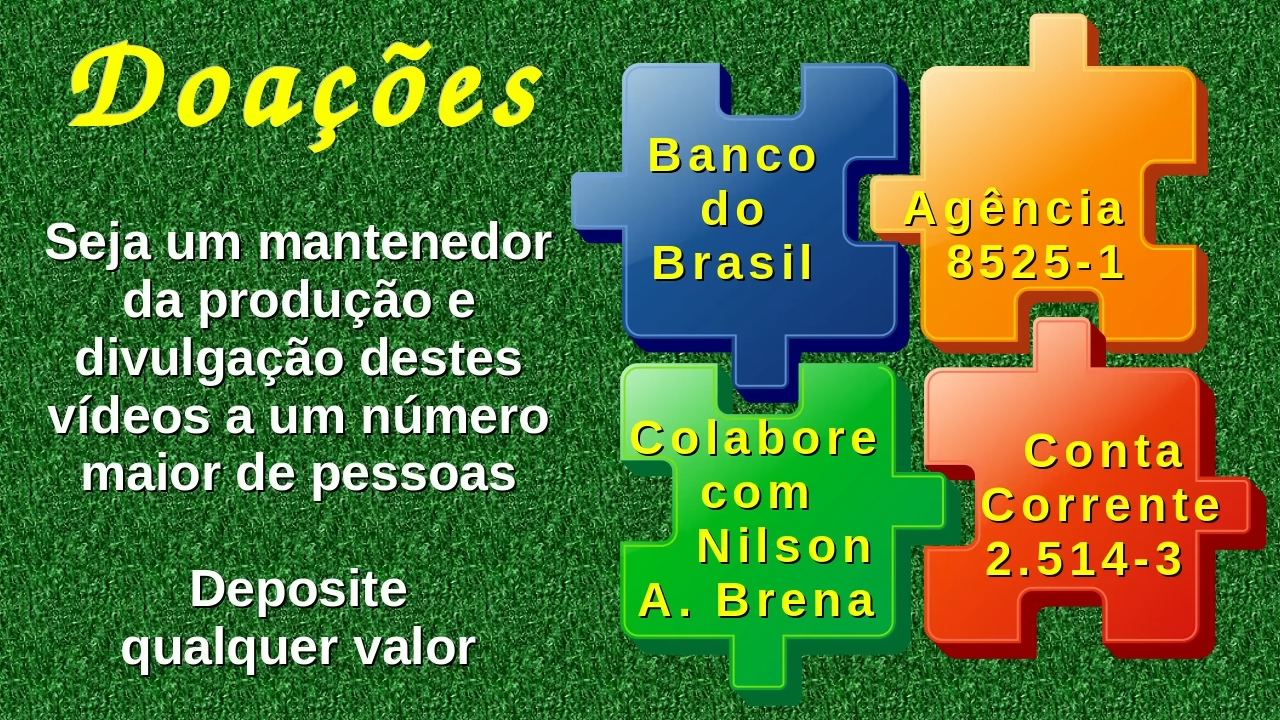 Doações
Seja um mantenedor
da produção e
divulgação destes
vídeos a um número
maior de pessoas
Deposite
qualquer valor
Banco
do
Brasil
Agência
8525-1
Colabore
com
Nilson
A. Brena
Conta
Corrente
2.514-3